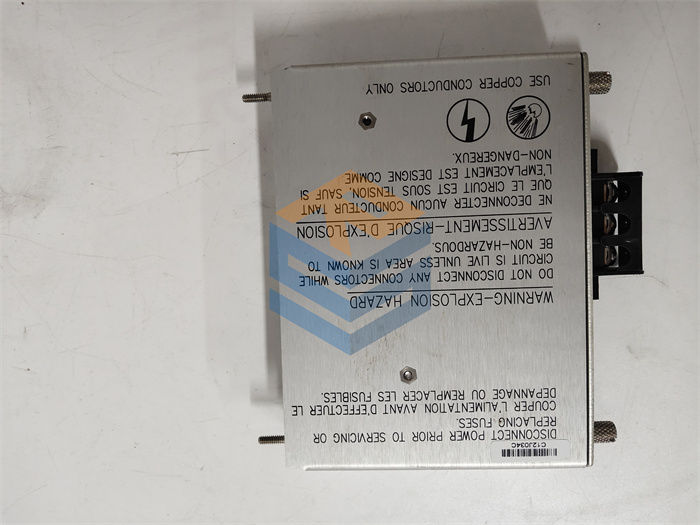 C12J034C
DISCONNECT POWER PRIOR TO SERVICING OR
REPLACING FUSES.
COUPER L'ALIMENTATION AVANT D'EFFECTUER LE
DEPANNAGE OU REMPLACER LES FUSIBLES.
WARNING-EXPLOSION HAZARD
DO NOT DISCONNECT ANY CONNECTORS WHILE
CIRCUIT IS LIVE UNLESS AREA IS KNOWN TO
BE NON-HAZARDOUS.
AVERTISSEMENT-RISQUE D'EXPLOSION
NE DECONNECTER AUCUN CONDUCTEUR TANT
QUE LE CIRCUIT EST SOUS TENSION, SAUF SI
L'EMPLACEMENT EST DESIGNE COMME
NON-DANGEREUX.
USE COPPER CONDUCTORS ONLY